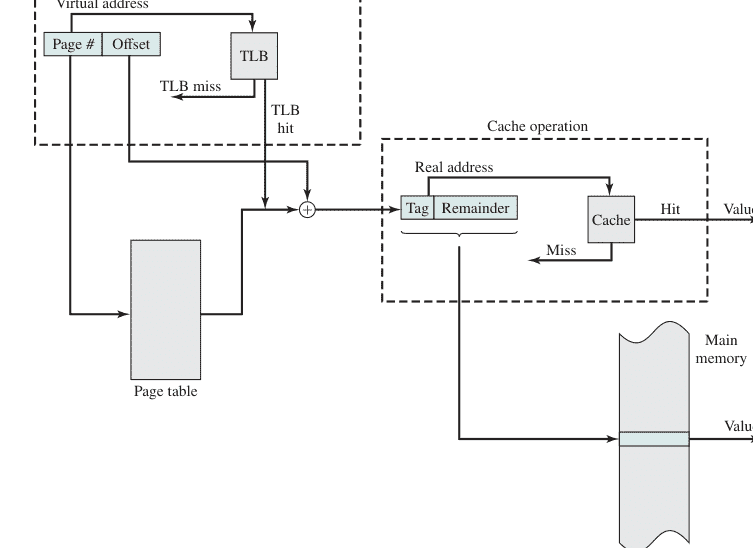 Virtual address
Page #
Offset
TLB
TLB miss
TLB
hit
Cache operation
Real address
Tag
Remainder
Cache
Hit
Miss
Page table
Main
memory